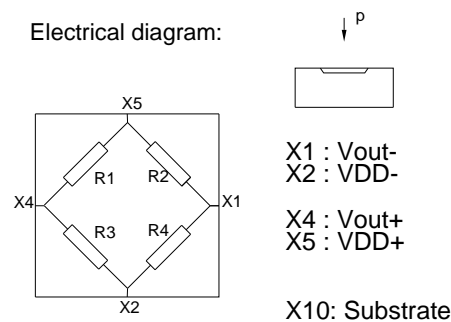 Electrical diagram:
p
X5
R1
R2
X4
X1
R3
R4
X2
X1 : Vout-
X2 : VDD-
X4 : Vout+
X5 : VDD+
X10: Substrate